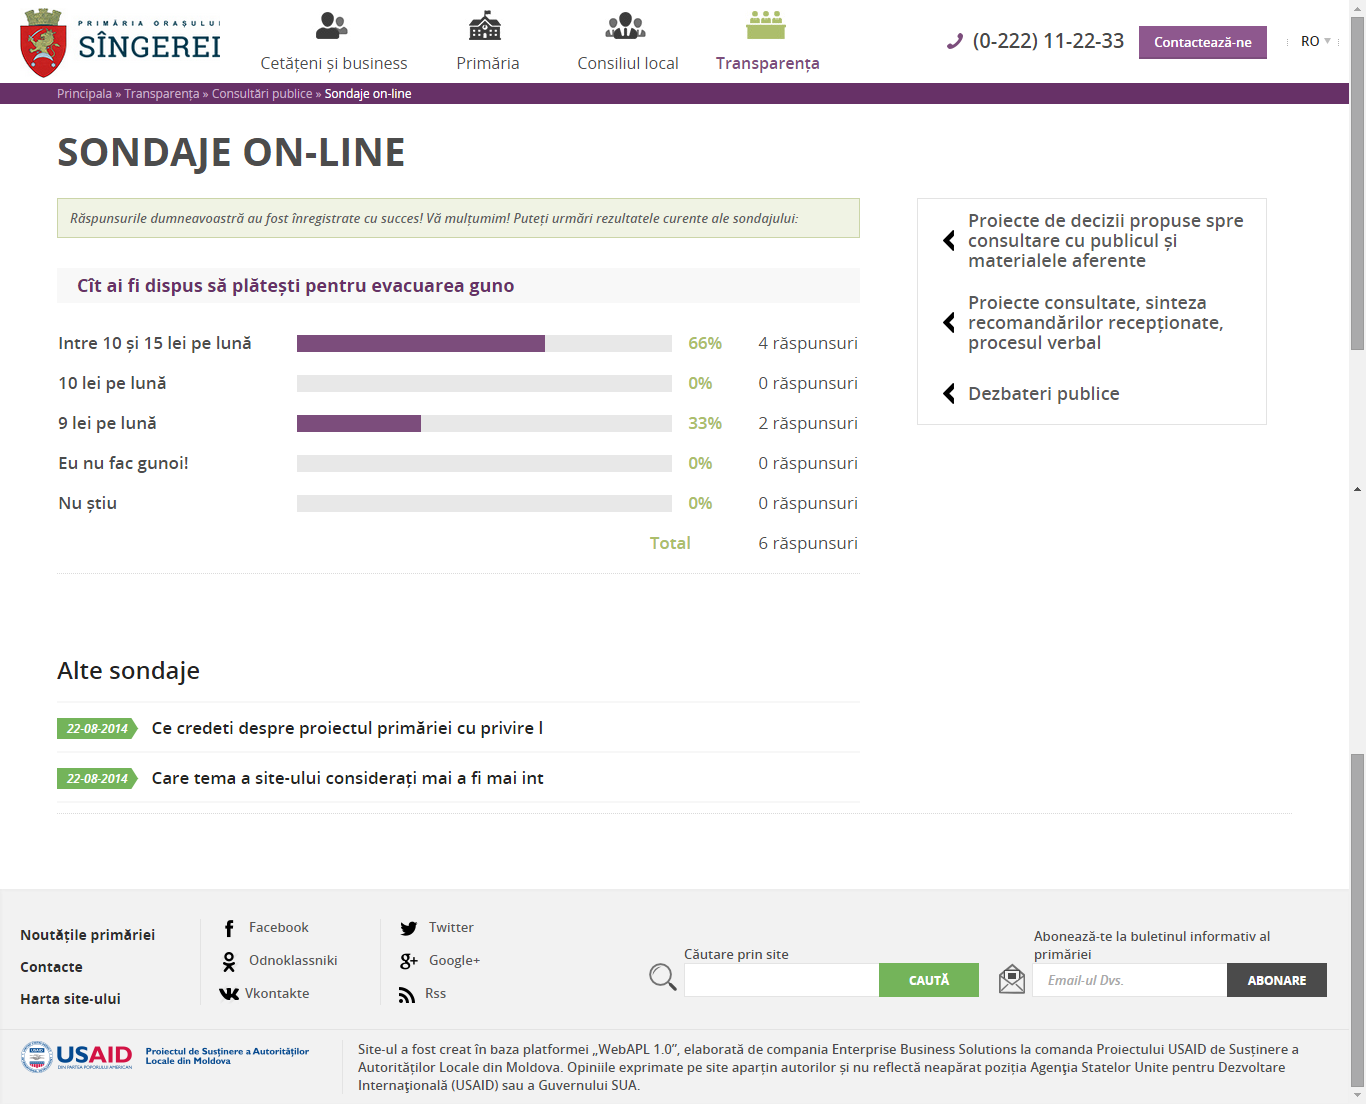 PRIMĂRIA ORAȘULUI
SÎNGEREI
Cetățeni și business
Primăria
Consiliul local
Transparența
(0-222) 11-22-33
Contactează-ne
RO
Principala » Transparența » Consultări publice » Sondaje on-line
SONDAJE ON-LINE
Răspunsurile dumneavoastră au fost înregistrate cu succes! Vă mulțumim! Puteți urmări rezultatele curente ale sondajului:
Cît ai fi dispus să plătești pentru evacuarea guno
Intre 10 și 15 lei pe lună 66% 4 răspunsuri
10 lei pe lună 0% 0 răspunsuri
9 lei pe lună 33% 2 răspunsuri
Eu nu fac gunoi! 0% 0 răspunsuri
Nu știu 0% 0 răspunsuri
Total 6 răspunsuri
Proiecte de decizii propuse spre
consultare cu publicul și
materialele aferente
Proiecte consultate, sinteza
recomandărilor recepționate,
procesul verbal
Dezbateri publice
Alte sondaje
22-08-2014 Ce credeti despre proiectul primăriei cu privire l
22-08-2014 Care tema a site-ului considerați mai a fi mai int
Noutățile primăriei
Contacte
Harta site-ului
Facebook
Odnoklassniki
Vkontakte
Twitter
Google+
Rss
Căutare prin site
CAUTĂ
Abonează-te la buletinul informativ al
primăriei
Email-ul Dvs.
ABONARE
USAID
DIN PARTEA POPORULUI AMERICAN
Proiectul de Susținere a Autorităților
Locale din Moldova
Site-ul a fost creat în baza platformei „WebAPL 1.0”, elaborată de compania Enterprise Business Solutions la comanda Proiectului USAID de Susținere a
Autorităților Locale din Moldova. Opiniile exprimate pe site aparțin autorilor și nu reflectă neapărat poziția Agenţia Statelor Unite pentru Dezvoltare
Internaţională (USAID) sau a Guvernului SUA.